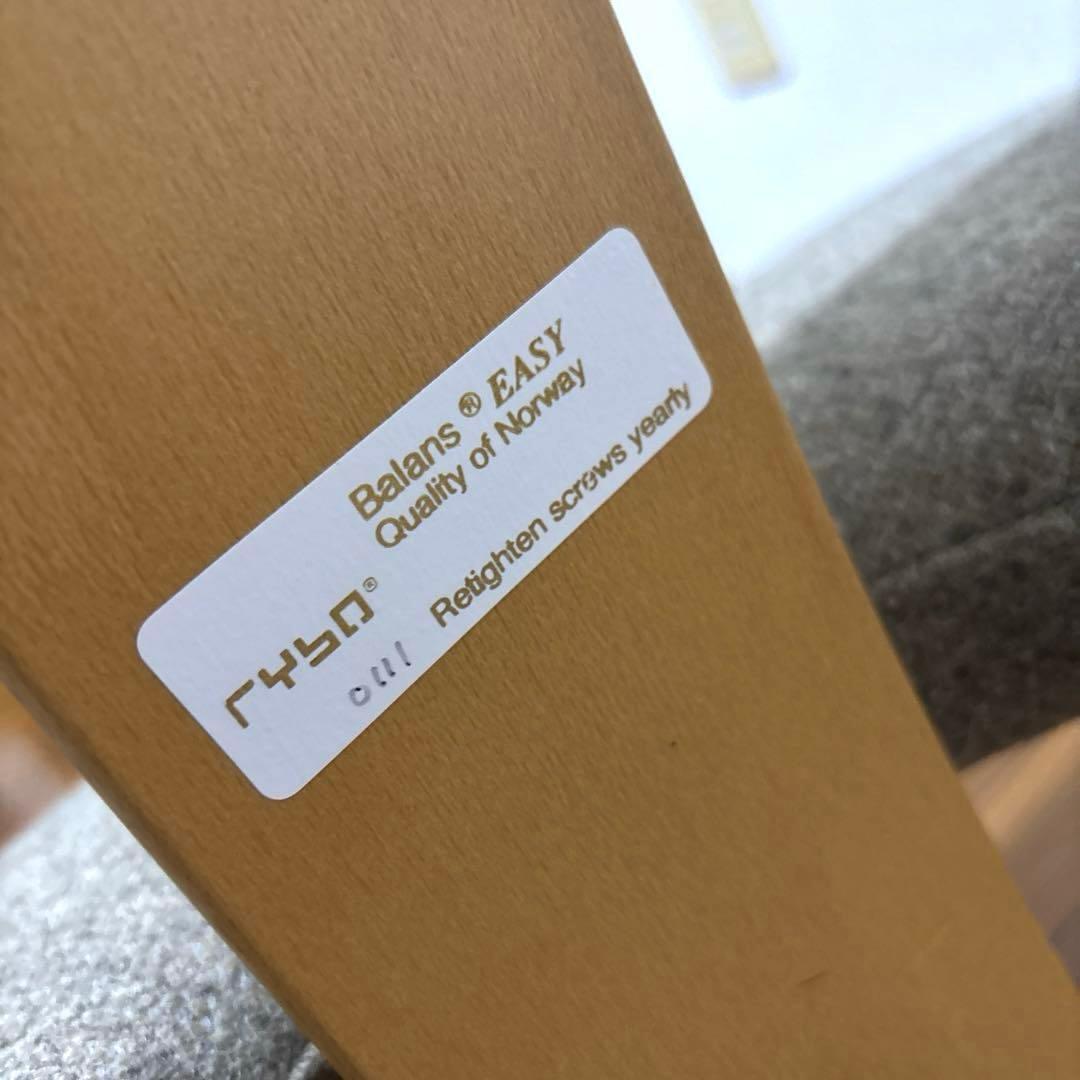 Balans® EASY
Quality of Norway
rybo®
Retighten screws yearly